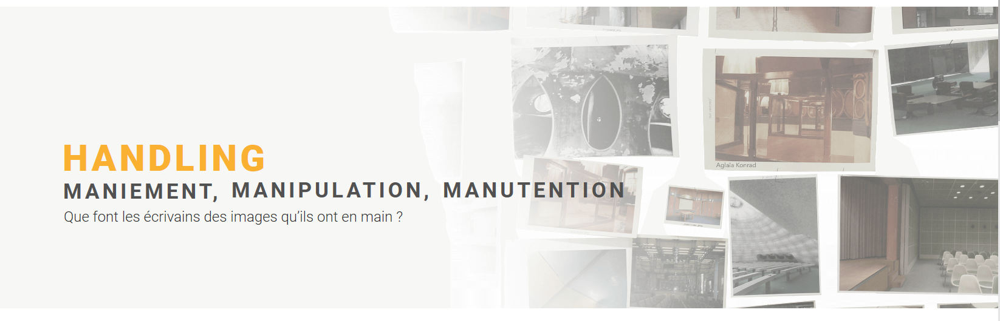 HANDLING
MANIEMENT, MANIPULATION, MANUTENTION
Que font les écrivains des images qu’ils ont en main ?
Aglaïa Konrad